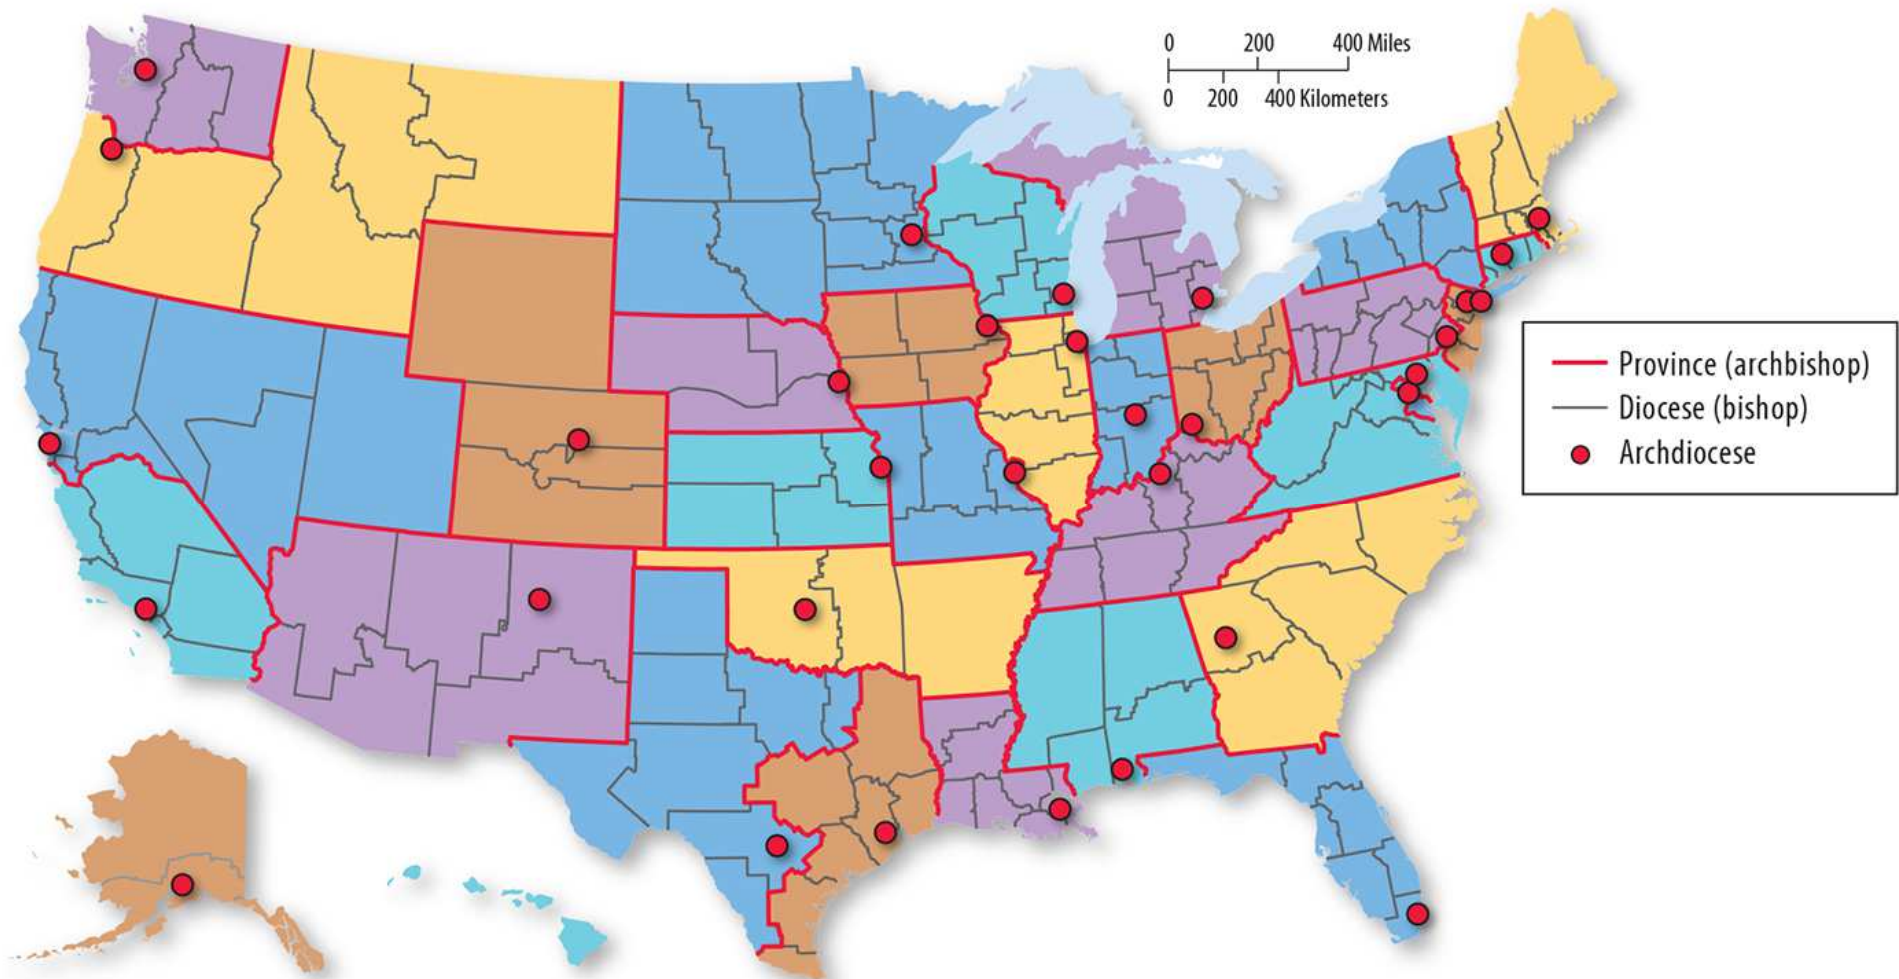 0 200 400 Miles
0 200 400 Kilometers
Province (archbishop)
Diocese (bishop)
Archdiocese